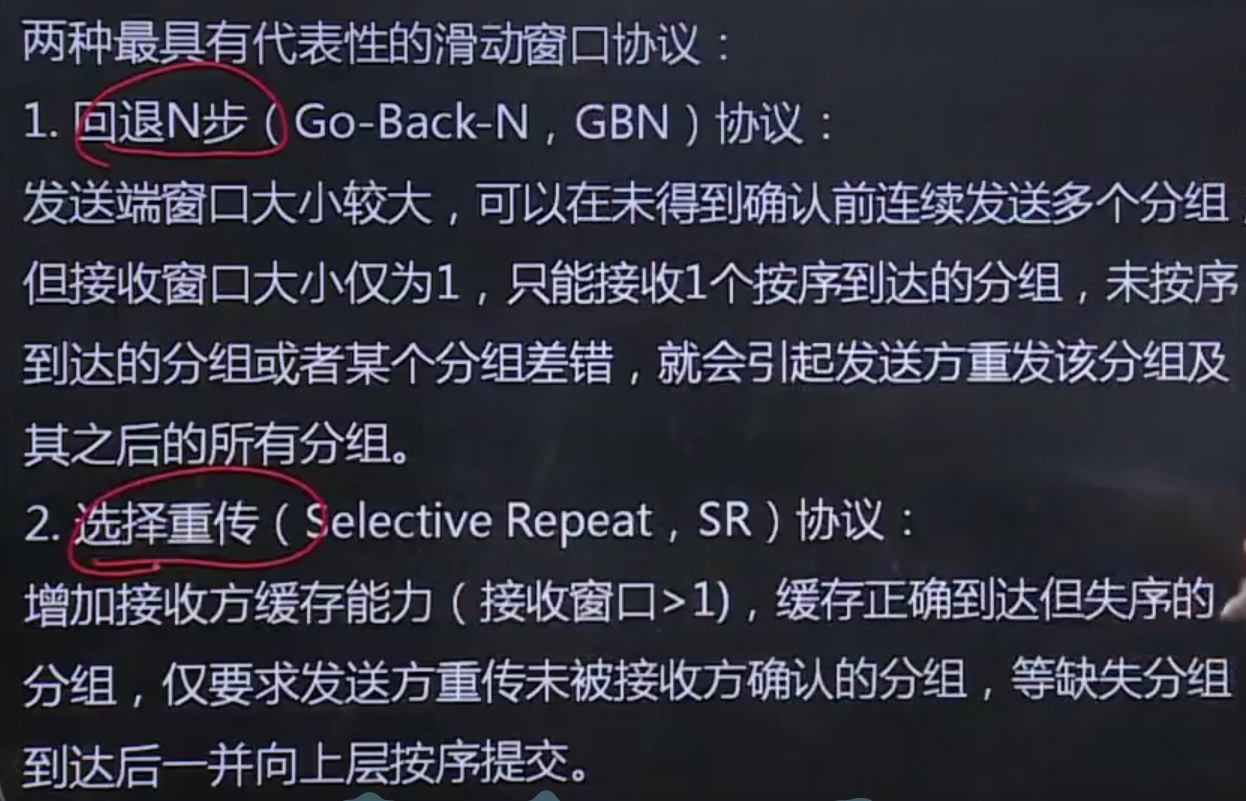 两种最具有代表性的滑动窗口协议：
1. 回退N步（Go-Back-N，GBN）协议：
发送端窗口大小较大，可以在未得到确认前连续发送多个分组，
但接收窗口大小仅为1，只能接收1个按序到达的分组，未按序
到达的分组或者某个分组差错，就会引起发送方重发该分组及
其之后的所有分组。
2. 选择重传（Selective Repeat，SR）协议：
增加接收方缓存能力（接收窗口>1)，缓存正确到达但失序的
分组，仅要求发送方重传未被接收方确认的分组，等缺失分组
到达后一并向上层按序提交。